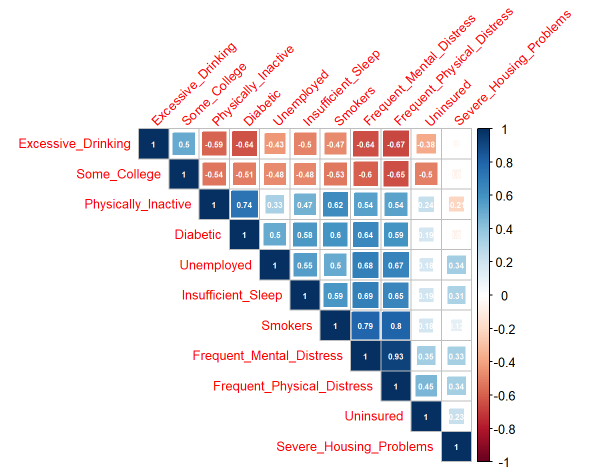 Excessive_Drinking
Some_College
Physically_Inactive
Diabetic
Unemployed
Insufficient_Sleep
Smokers
Frequent_Mental_Distress
Frequent_Physical_Distress
Uninsured
Severe_Housing_Problems
Excessive_Drinking 1 0.5 -0.59 -0.64 -0.43 -0.5 -0.47 -0.64 -0.67 -0.38
Some_College 1 -0.54 -0.51 -0.48 -0.48 -0.53 -0.6 -0.65 -0.5
Physically_Inactive 1 0.74 0.33 0.47 0.62 0.54 0.54 0.24
Diabetic 1 0.5 0.58 0.6 0.64 0.59 0.19
Unemployed 1 0.55 0.5 0.68 0.67 0.34
Insufficient_Sleep 1 0.59 0.69 0.65 0.19 0.31
Smokers 1 0.79 0.8
Frequent_Mental_Distress 1 0.93 0.35 0.33
Frequent_Physical_Distress 1 0.45 0.34
Uninsured 1 0.23
Severe_Housing_Problems 1
1
0.8
0.6
0.4
0.2
0
-0.2
-0.4
-0.6
-0.8
-1